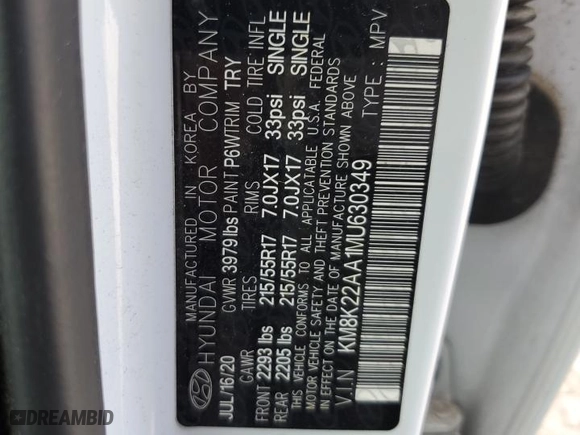 MANUFACTURED IN KOREA BY
HYUNDAI MOTOR COMPANY
JUL/16/20 GVWR 3979 lbs PAINT P6W TRIM TRY
GAWR TIRES RIMS COLD TIRE INFL
FRONT 2293 lbs 215/55R17 7.0JX17 33psi SINGLE
REAR 2205 lbs 215/55R17 7.0JX17 33psi SINGLE
THIS VEHICLE CONFORMS TO ALL APPLICABLE U.S.A. FEDERAL
MOTOR VEHICLE SAFETY AND THEFT PREVENTION STANDARDS
IN EFFECT ON THE DATE OF MANUFACTURE SHOWN ABOVE
V.I.N KM8K22AA1MU630349 TYPE : MPV
DREAMBID